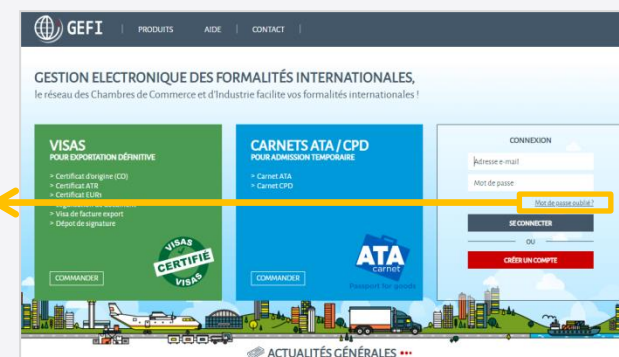 GEFI
PRODUITS
AIDE
CONTACT
GESTION ELECTRONIQUE DES FORMALITÉS INTERNATIONALES,
le réseau des Chambres de Commerce et d'Industrie facilite vos formalités internationales !
VISAS
POUR EXPORTATION DÉFINITIVE
> Certificat d'origine (CO)
> Certificat ATR
> Certificat EUR1
> Visa de facture export
> Dépôt de signature
VISAS
CERTIFIÉ
VISAS
COMMANDER
CARNETS ATA / CPD
POUR ADMISSION TEMPORAIRE
> Carnet ATA
> Carnet CPD
ATA
carnet
Passport for goods
COMMANDER
CONNEXION
Adresse e-mail
Mot de passe
Mot de passe oublié !
SE CONNECTER
OU
CRÉER UN COMPTE
ACTUALITÉS GÉNÉRALES